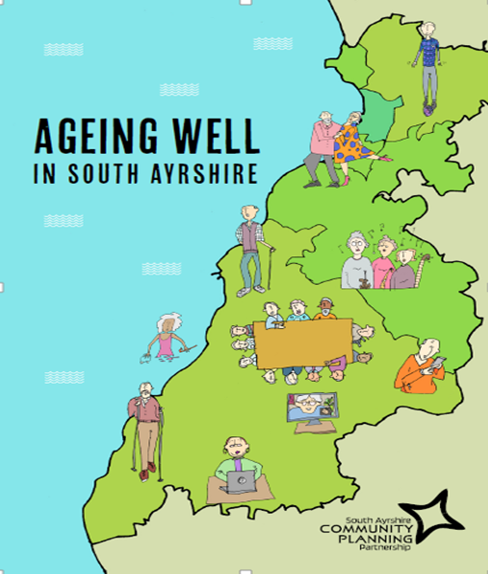 AGEING WELL
IN SOUTH AYRSHIRE
South Ayrshire
COMMUNITY
PLANNING
Partnership